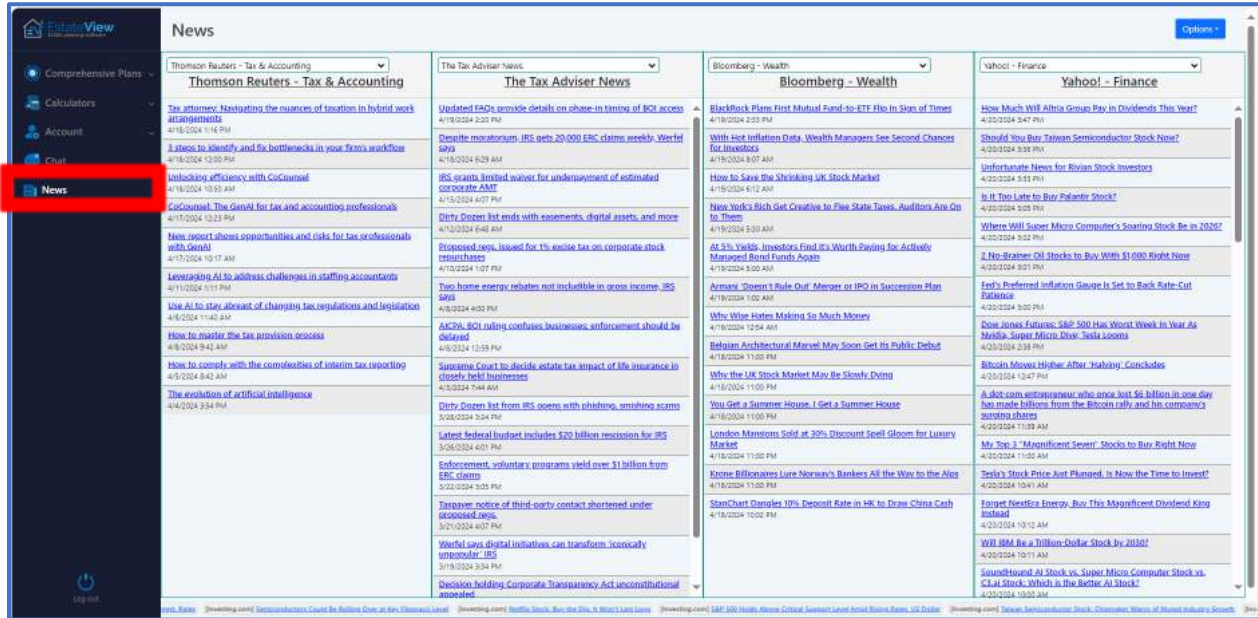 EstateView
Estate planning software
News
Options
Comprehensive Plans
Calculators
Account
Chat
News
Log out
Thomson Reuters - Tax & Accounting
Thomson Reuters - Tax & Accounting
Tax attorney: Navigating the nuances of taxation in hybrid work
arrangements
4/18/2024 1:16 PM
3 steps to identify and fix bottlenecks in your firm's workflow
4/18/2024 12:00 PM
Unlocking efficiency with CoCounsel
4/18/2024 10:50 AM
CoCounsel: The GenAI for tax and accounting professionals
4/17/2024 12:23 PM
New report shows opportunities and risks for tax professionals
with GenAI
4/17/2024 10:17 AM
Leveraging AI to address challenges in staffing accountants
4/11/2024 1:11 PM
Use AI to stay abreast of changing tax regulations and legislation
11:42 AM
How to master the tax provision process
9:42 AM
How to comply with the complexities of interim tax reporting
4/5/2024 8:42 AM
The evolution of artificial intelligence
4/4/2024 3:54 PM
The Tax Adviser News
The Tax Adviser News
Updated FAQs provide details on phase-in timing of BOI access
4/19/2024 2:20 PM
Despite moratorium, IRS gets 20,000 ERC claims weekly, Werfel
says
4/18/2024 6:29 AM
IRS grants limited waiver for underpayment of estimated
corporate AMT
4/15/2024 4:07 PM
Dirty Dozen list ends with easements, digital assets, and more
4/12/2024 6:46 AM
Proposed regs. issued for 1% excise tax on corporate stock
repurchases
4/10/2024 1:07 PM
Two home energy rebates not includible in gross income, IRS
says
4/8/2024 4:00 PM
AICPA: BOI ruling confuses businesses; enforcement should be
delayed
4/8/2024 12:39 PM
Supreme Court to decide estate tax impact of life insurance in
closely held businesses
4/3/2024 7:44 AM
Dirty Dozen list from IRS opens with phishing, smishing scams
3/28/2024 3:24 PM
Latest federal budget includes $20 billion rescission for IRS
3/26/2024 4:01 PM
Enforcement, voluntary programs yield over $1 billion from
ERC claims
3/22/2024 3:05 PM
Taxpayer notice of third-party contact shortened under
proposed regs.
3/21/2024 4:07 PM
Werfel says digital initiatives can transform 'iconically
unpopular' IRS
3/19/2024 3:34 PM
Decision holding Corporate Transparency Act unconstitutional
appealed
Bloomberg - Wealth
Bloomberg - Wealth
BlackRock Plans First Mutual Fund-to-ETF Flip In Sign of Times
4/19/2024 2:53 PM
With Hot Inflation Data, Wealth Managers See Second Chances
for Investors
4/19/2024 8:07 AM
How to Save the Shrinking UK Stock Market
4/19/2024 6:12 AM
New York's Rich Get Creative to Flee State Taxes. Auditors Are On
to Them
4/19/2024 5:30 AM
At 5% Yields, Investors Find It's Worth Paying for Actively
Managed Bond Funds Again
4/19/2024 5:00 AM
Armani 'Doesn't Rule Out' Merger or IPO in Succession Plan
4/19/2024 1:02 AM
Why Wise Hates Making So Much Money
4/19/2024 12:54 AM
Belgian Architectural Marvel May Soon Get Its Public Debut
4/18/2024 11:00 PM
Why the UK Stock Market May Be Slowly Dying
4/18/2024 11:00 PM
You Get a Summer House, I Get a Summer House
4/18/2024 11:00 PM
London Mansions Sold at 30% Discount Spell Gloom for Luxury
Market
4/18/2024 11:00 PM
Krone Billionaires Lure Norway's Bankers All the Way to the Alps
4/18/2024 11:00 PM
StanChart Dangles 10% Deposit Rate in HK to Draw China Cash
4/18/2024 10:02 PM
Yahoo! - Finance
Yahoo! - Finance
How Much Will Altria Group Pay in Dividends This Year?
4/20/2024 3:47 PM
Should You Buy Taiwan Semiconductor Stock Now?
4/20/2024 3:36 PM
Unfortunate News for Rivian Stock Investors
4/20/2024 3:33 PM
Is It Too Late to Buy Palantir Stock?
4/20/2024 3:05 PM
Where Will Super Micro Computer's Soaring Stock Be in 2026?
4/20/2024 3:02 PM
2 No-Brainer Oil Stocks to Buy With $1,000 Right Now
4/20/2024 3:01 PM
Fed's Preferred Inflation Gauge Is Set to Back Rate-Cut
Patience
4/20/2024 3:00 PM
Dow Jones Futures: S&P 500 Has Worst Week In Year As
Nvidia, Super Micro Dive; Tesla Looms
4/20/2024 2:38 PM
Bitcoin Moves Higher After 'Halving' Concludes
4/20/2024 12:47 PM
A dot-com entrepreneur who once lost $6 billion in one day
has made billions from the Bitcoin rally and his company's
surging shares
4/20/2024 11:39 AM
My Top 3 "Magnificent Seven" Stocks to Buy Right Now
4/20/2024 11:00 AM
Tesla's Stock Price Just Plunged. Is Now the Time to Invest?
4/20/2024 10:41 AM
Forget NextEra Energy, Buy This Magnificent Dividend King
Instead
4/20/2024 10:12 AM
Will IBM Be a Trillion-Dollar Stock by 2030?
4/20/2024 10:11 AM
SoundHound AI Stock vs. Super Micro Computer Stock vs.
C3.ai Stock: Which is the Better AI Stock?
4/20/2024 10:00 AM
Rates [Investing.com] Semiconductors Could Be Rolling Over at Key Fibonacci Level [Investing.com] Netflix Stock: Buy the Dip, It Won't Last Long [Investing.com] S&P 500 Holds Above Critical Support Level Amid Rising Rates, US Dollar [Investing.com] Taiwan Semiconductor Stock: Chipmaker Warns of Muted Industry Growth